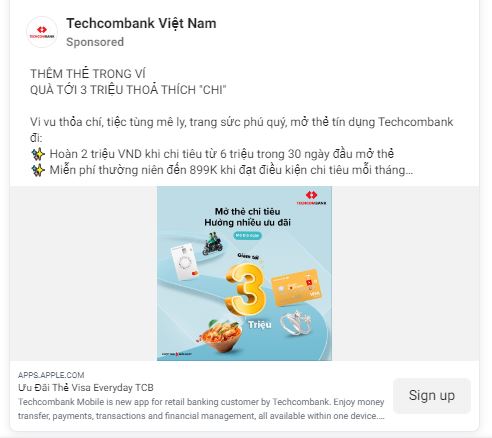 Techcombank Việt Nam
Sponsored
THÊM THẺ TRONG VÍ
QUÀ TỚI 3 TRIỆU THOẢ THÍCH "CHI"
Vi vu thỏa chí, tiệc tùng mê ly, trang sức phú quý, mở thẻ tín dụng Techcombank
đi:
✨ Hoàn 2 triệu VND khi chi tiêu từ 6 triệu trong 30 ngày đầu mở thẻ
✨ Miễn phí thường niên đến 899K khi đạt điều kiện chi tiêu mỗi tháng...
TECHCOMBANK
Mở thẻ chi tiêu
Hưởng nhiều ưu đãi
Giảm tới
3
Triệu
VISA
APPS.APPLE.COM
Ưu Đãi Thẻ Visa Everyday TCB
Techcombank Mobile is new app for retail banking customer by Techcombank. Enjoy money
transfer, payments, transactions and financial management, all available within one device....
Sign up